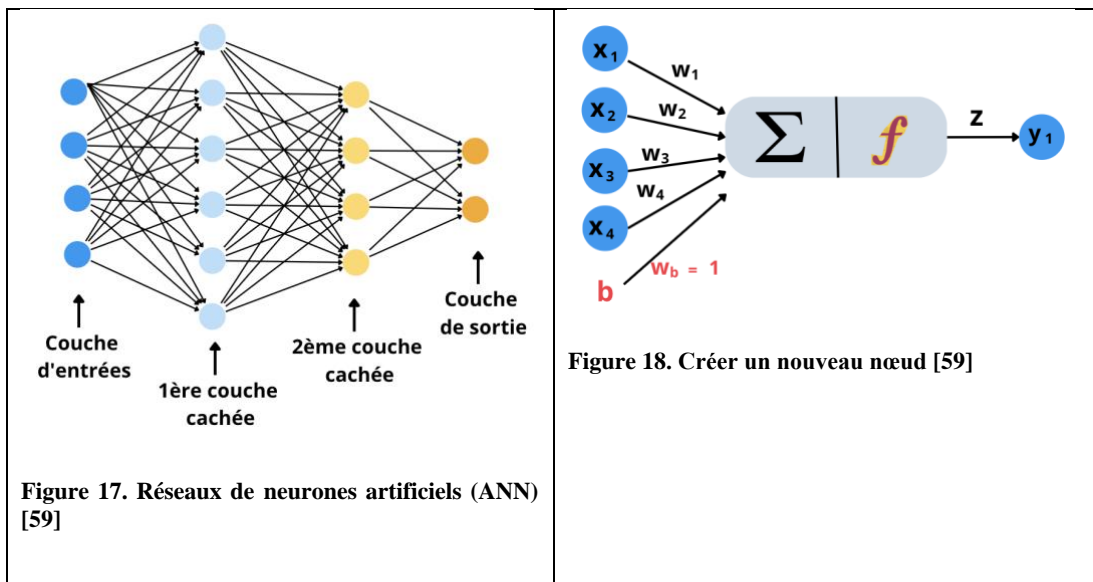 Couche
d'entrées
1ère couche
cachée
2ème couche
cachée
Couche
de sortie
Figure 17. Réseaux de neurones artificiels (ANN)
[59]
x₁
x₂
x₃
x₄
b
w₁
w₂
w₃
w₄
w_b = 1
Σ
f
z
y₁
Figure 18. Créer un nouveau nœud [59]